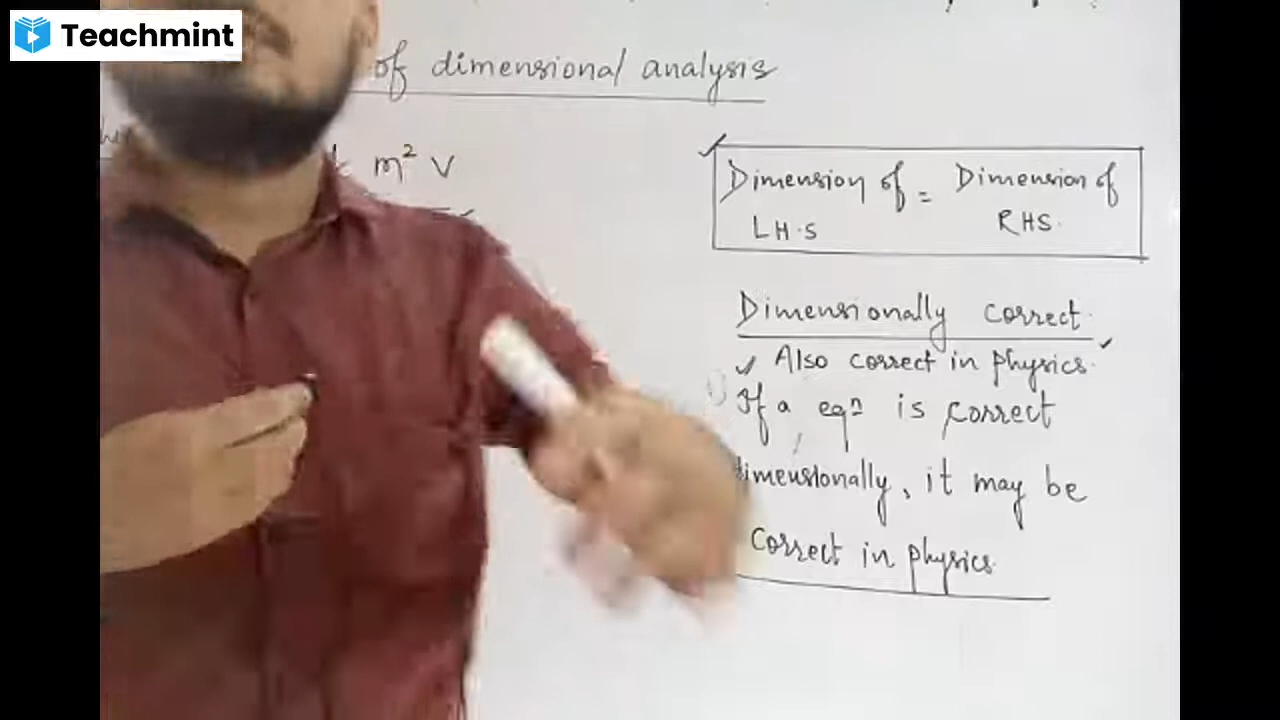 Teachmint
of dimensional analysis
m² V
Dimension of = Dimension of
L H.S RHS.
Dimensionally correct.
Also correct in physics.
If a eqⁿ is correct
dimensionally, it may be
correct in physics